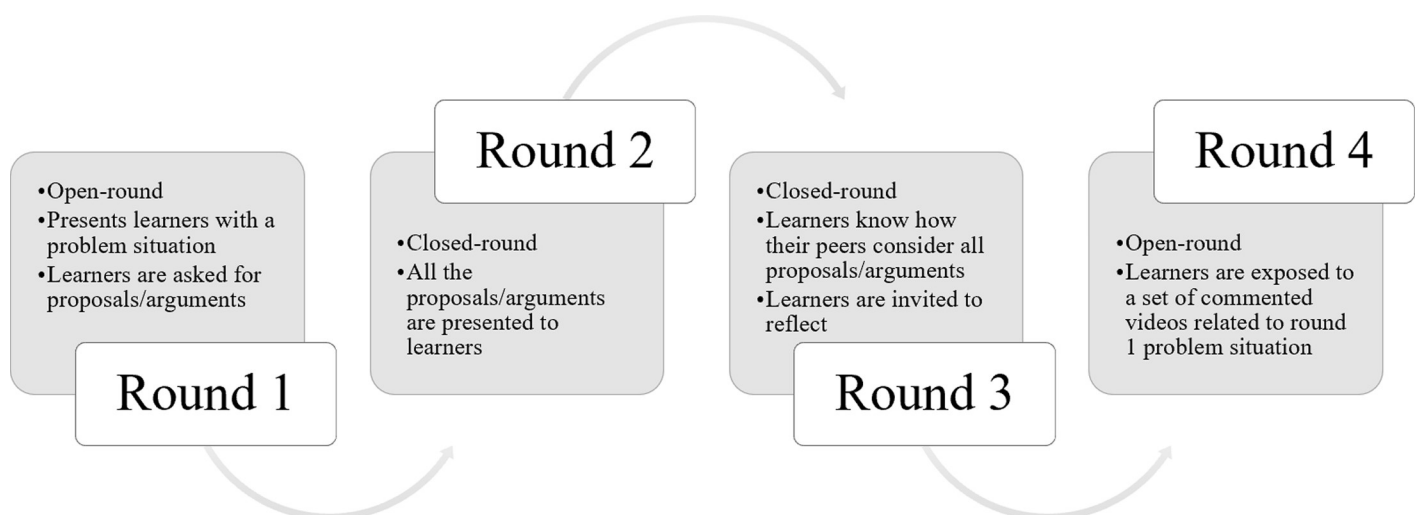 •Open-round
•Presents learners with a
problem situation
•Learners are asked for
proposals/arguments
Round 1
Round 2
•Closed-round
•All the
proposals/arguments
are presented to
learners
•Closed-round
•Learners know how
their peers consider all
proposals/arguments
•Learners are invited to
reflect
Round 3
Round 4
•Open-round
•Learners are exposed to
a set of commented
videos related to round
1 problem situation